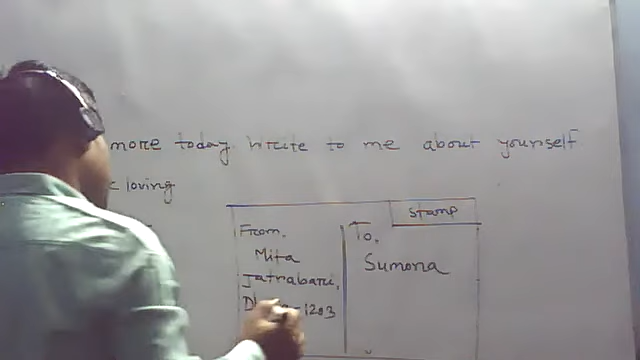 more today. Write to me about yourself
loving
stamp
From,
Mita
Jatrabari,
1203
To,
Sumona